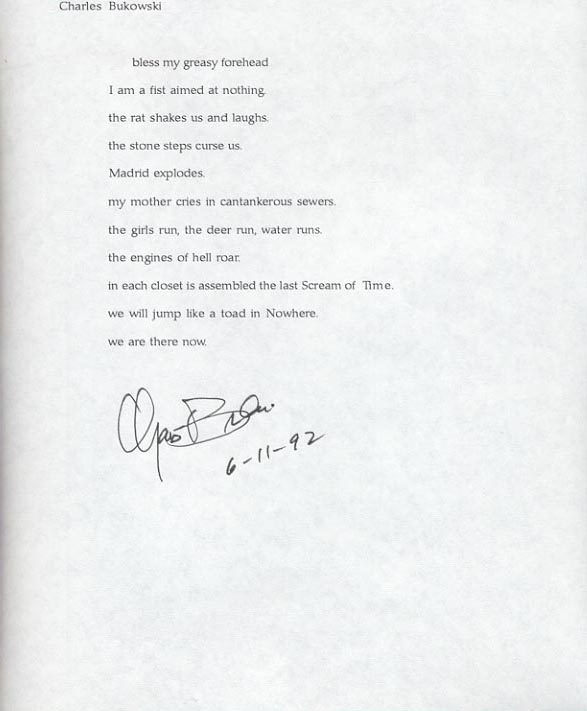 Charles Bukowski
bless my greasy forehead
I am a fist aimed at nothing.
the rat shakes us and laughs.
the stone steps curse us.
Madrid explodes.
my mother cries in cantankerous sewers.
the girls run, the deer run, water runs.
the engines of hell roar.
in each closet is assembled the last Scream of Time.
we will jump like a toad in Nowhere.
we are there now.
Charles Bukowski
6-11-92